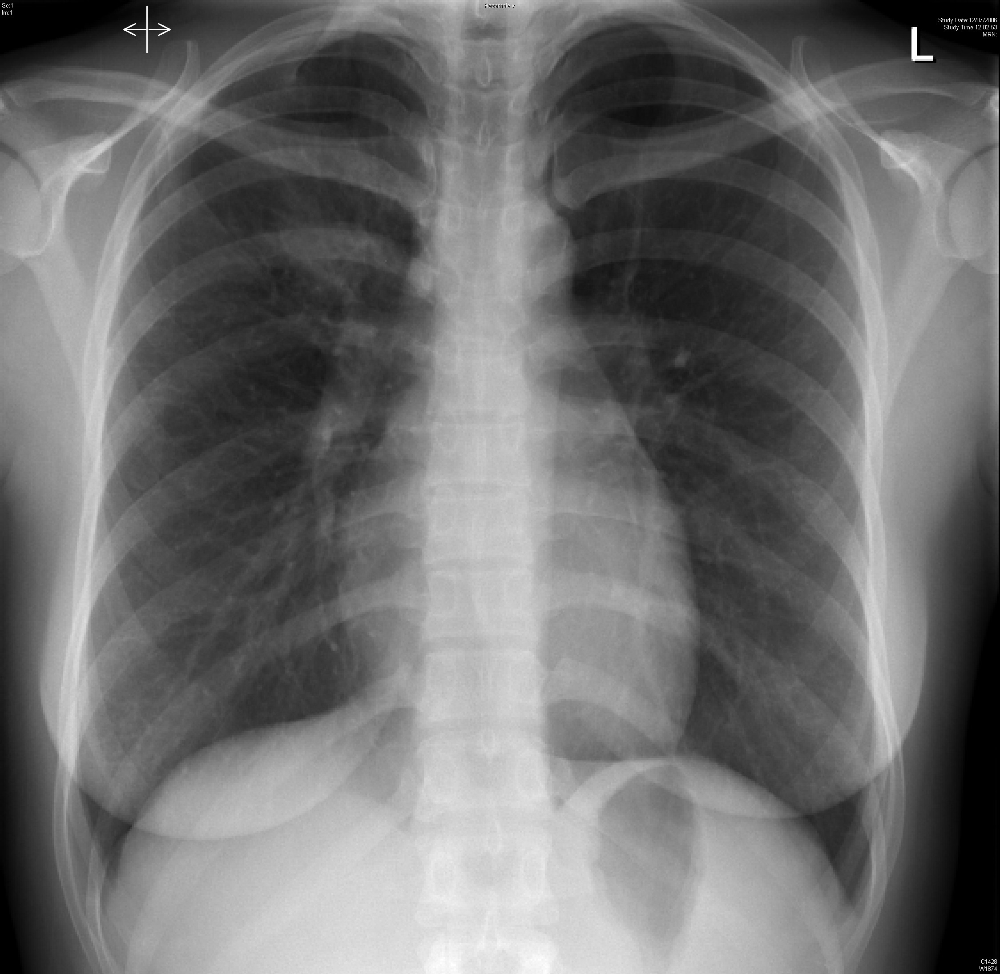 Se:1
Im:1
Resample v
Study Date:12/07/2006
Study Time:12:02:53
MRN:
L
C1428
W1874